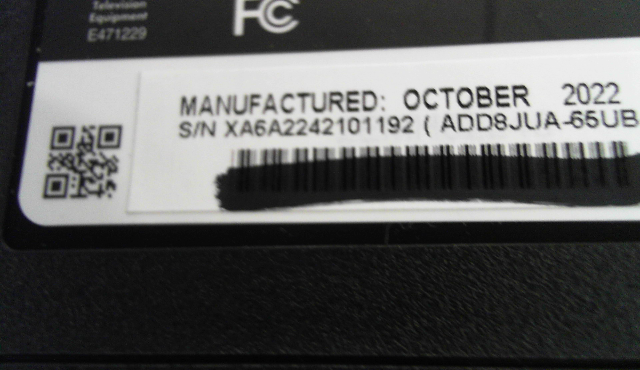 Television
Equipment
E471229
FC
MANUFACTURED: OCTOBER 2022
S/N XA6A2242101192 ( ADD8JUA-65UB